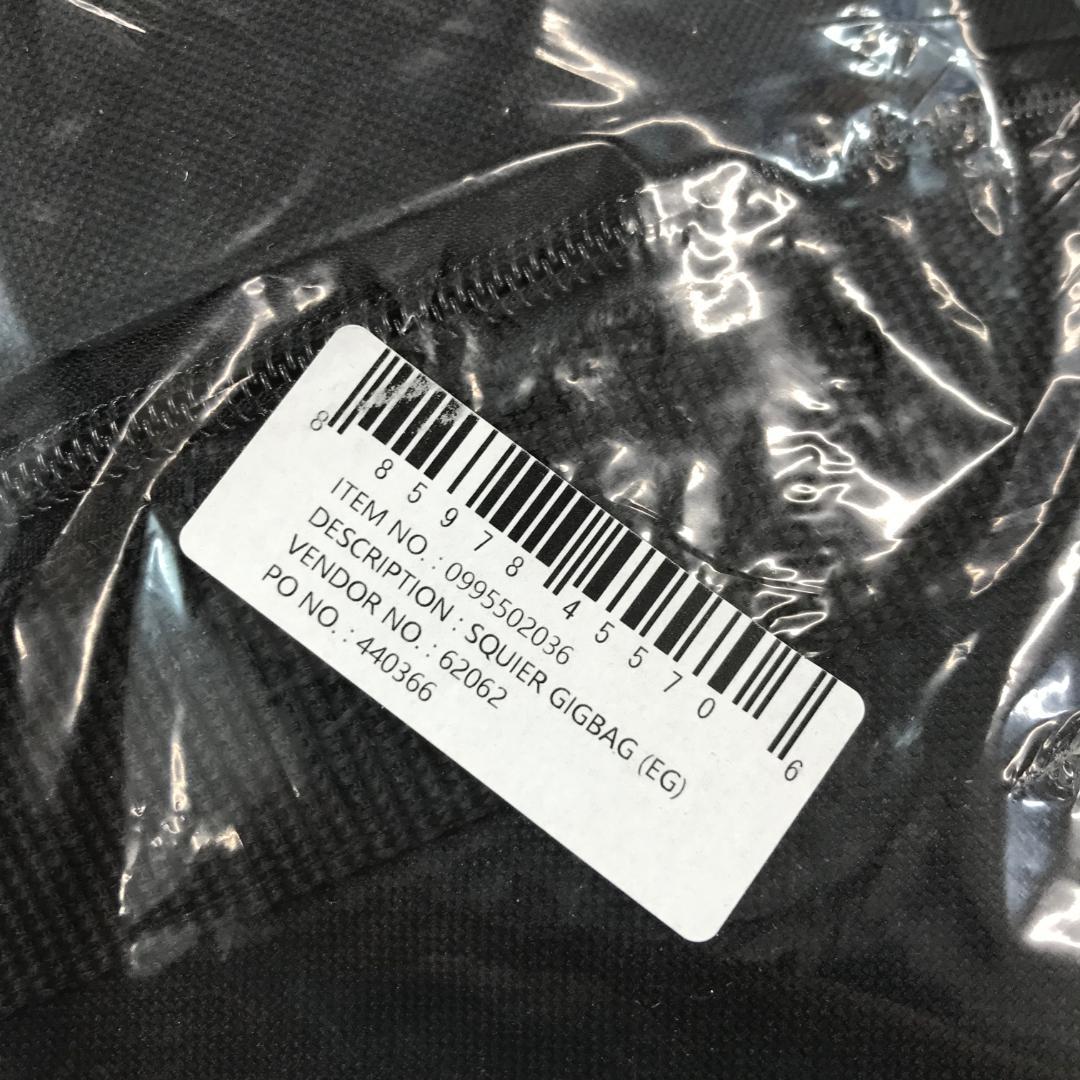 8 85978 45570 6
ITEM NO. : 0995502036
DESCRIPTION : SQUIER GIGBAG (EG)
VENDOR NO. : 62062
PO NO. : 440366